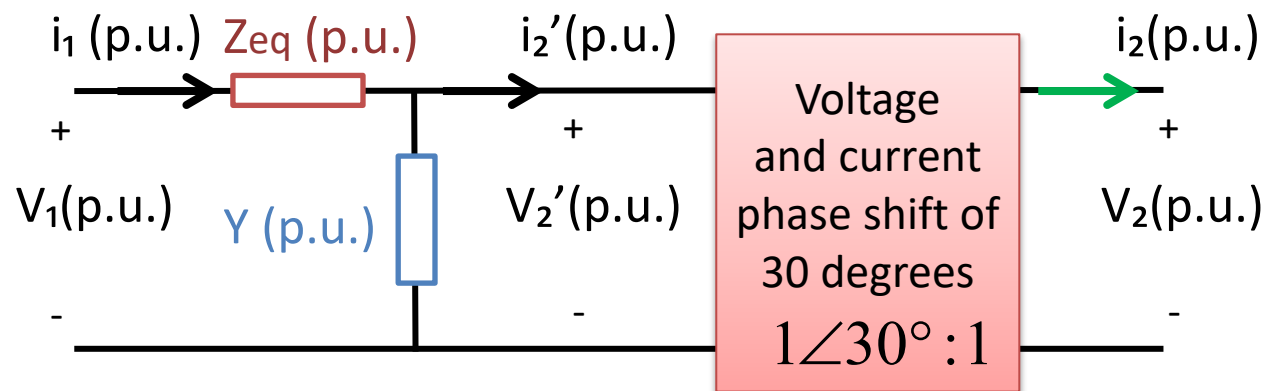 i₁ (p.u.)
Zeq (p.u.)
i₂’(p.u.)
i₂(p.u.)
+
+
+
V₁(p.u.)
Y (p.u.)
V₂’(p.u.)
V₂(p.u.)
-
-
-
Voltage
and current
phase shift of
30 degrees
1∠30° : 1